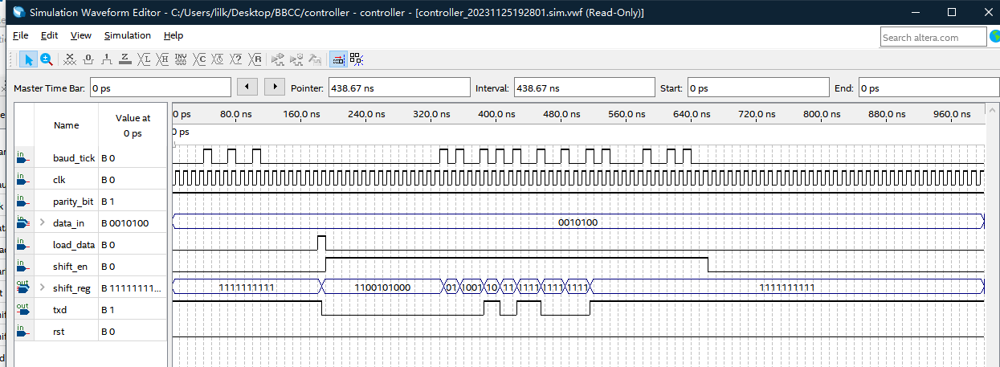 Simulation Waveform Editor - C:/Users/lilk/Desktop/BBCC/controller - controller - [controller_20231125192801.sim.vwf (Read-Only)]
File Edit View Simulation Help
Search altera.com
Master Time Bar: 0 ps Pointer: 438.67 ns Interval: 438.67 ns Start: 0 ps End: 0 ps
Name Value at 0 ps
0 ps 80.0 ns 160.0 ns 240.0 ns 320.0 ns 400.0 ns 480.0 ns 560.0 ns 640.0 ns 720.0 ns 800.0 ns 880.0 ns 960.0 ns
0 ps
in baud_tick B 0
in clk B 0
in parity_bit B 1
in data_in B 0010100 0010100
in load_data B 0
in shift_en B 0
out shift_reg B 11111111... 1111111111 1100101000 01 1001 10 11 1111 1111 1111 1111111111
out txd B 1
in rst B 0